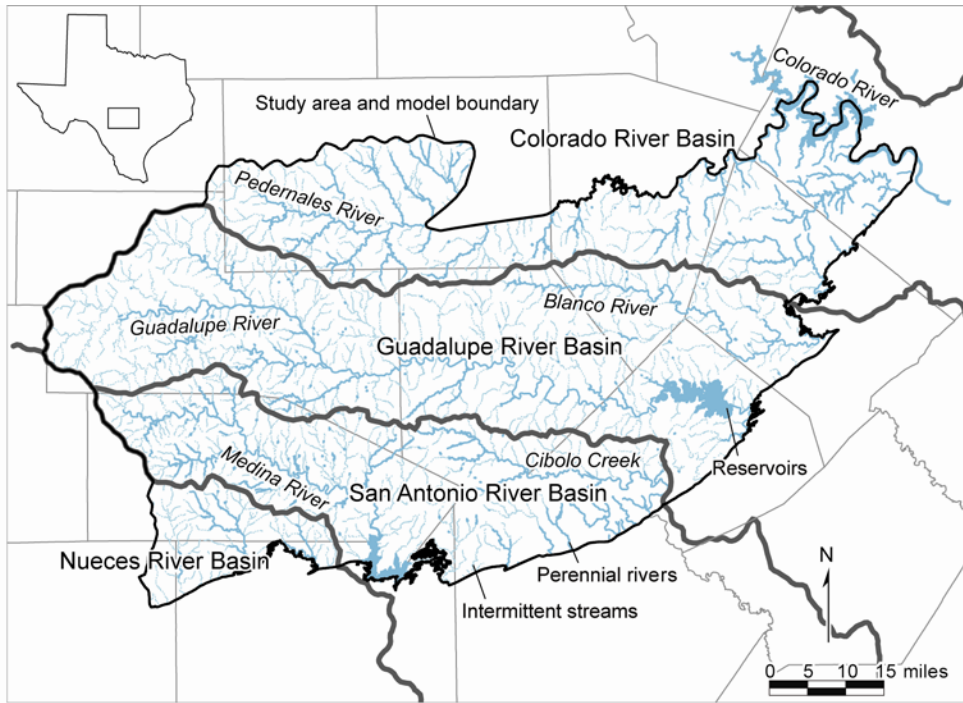 Colorado River
Study area and model boundary
Colorado River Basin
Pedernales River
Blanco River
Guadalupe River
Guadalupe River Basin
Cibolo Creek
Reservoirs
Medina River
San Antonio River Basin
Nueces River Basin
Perennial rivers
Intermittent streams
N
0 5 10 15 miles